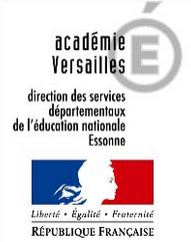 académie
Versailles
É
direction des services
départementaux
de l'éducation nationale
Essonne
Liberté • Égalité • Fraternité
RÉPUBLIQUE FRANÇAISE